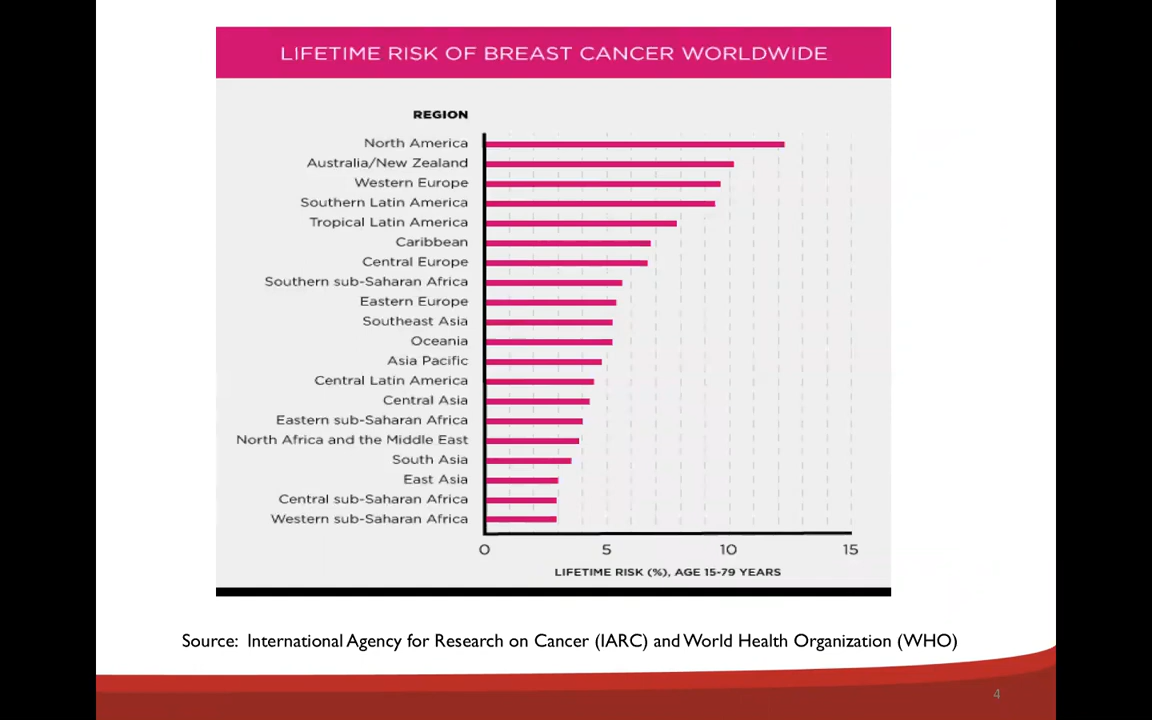 LIFETIME RISK OF BREAST CANCER WORLDWIDE
REGION
North America
Australia/New Zealand
Western Europe
Southern Latin America
Tropical Latin America
Caribbean
Central Europe
Southern sub-Saharan Africa
Eastern Europe
Southeast Asia
Oceania
Asia Pacific
Central Latin America
Central Asia
Eastern sub-Saharan Africa
North Africa and the Middle East
South Asia
East Asia
Central sub-Saharan Africa
Western sub-Saharan Africa
0 5 10 15
LIFETIME RISK (%), AGE 15-79 YEARS
Source: International Agency for Research on Cancer (IARC) and World Health Organization (WHO)
4